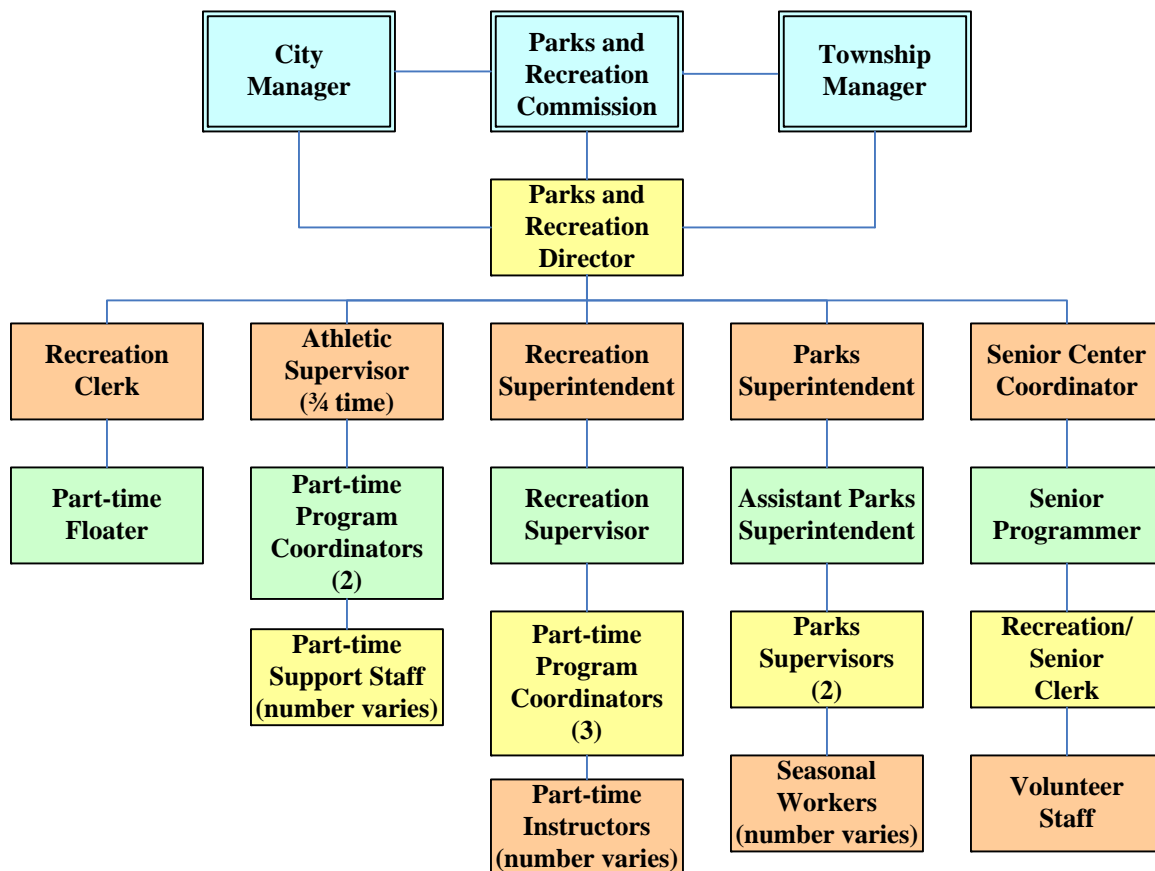 City
Manager
Parks and
Recreation
Commission
Township
Manager
Parks and
Recreation
Director
Recreation
Clerk
Athletic
Supervisor
(¾ time)
Recreation
Superintendent
Parks
Superintendent
Senior Center
Coordinator
Part-time
Floater
Part-time
Program
Coordinators
(2)
Recreation
Supervisor
Assistant Parks
Superintendent
Senior
Programmer
Part-time
Support Staff
(number varies)
Part-time
Program
Coordinators
(3)
Parks
Supervisors
(2)
Recreation/
Senior
Clerk
Part-time
Instructors
(number varies)
Seasonal
Workers
(number varies)
Volunteer
Staff